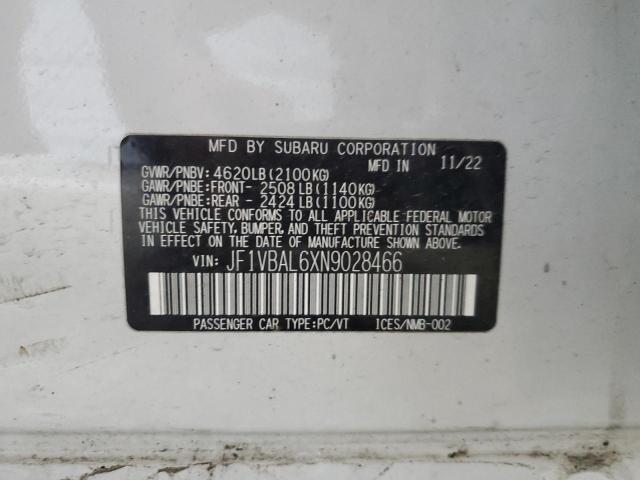 MFD BY SUBARU CORPORATION
GVWR/PNBV: 4620LB(2100KG) MFD IN 11/22
GAWR/PNBE:FRONT- 2508LB(1140KG)
GAWR/PNBE:REAR - 2424LB(1100KG)
THIS VEHICLE CONFORMS TO ALL APPLICABLE FEDERAL MOTOR
VEHICLE SAFETY, BUMPER, AND THEFT PREVENTION STANDARDS
IN EFFECT ON THE DATE OF MANUFACTURE SHOWN ABOVE.
VIN: JF1VBAL6XN9028466
PASSENGER CAR TYPE:PC/VT ICES/NMB-002